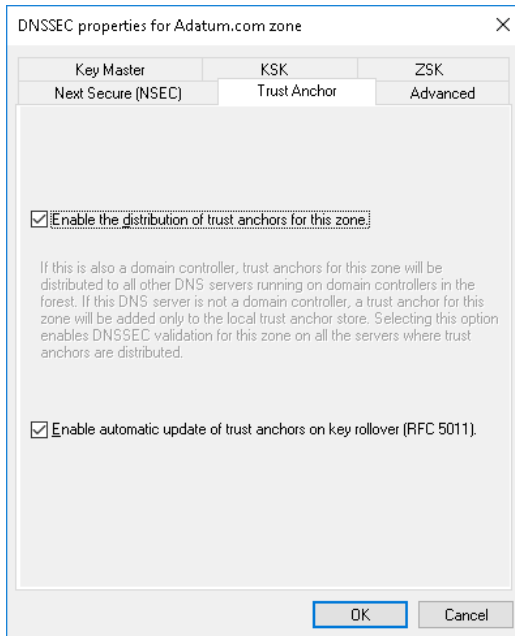 DNSSEC properties for Adatum.com zone
Key Master KSK ZSK
Next Secure (NSEC) Trust Anchor Advanced
Enable the distribution of trust anchors for this zone.
If this is also a domain controller, trust anchors for this zone will be
distributed to all other DNS servers running on domain controllers in the
forest. If this DNS server is not a domain controller, a trust anchor for this
zone will be added only to the local trust anchor store. Selecting this option
enables DNSSEC validation for this zone on all the servers where trust
anchors are distributed.
Enable automatic update of trust anchors on key rollover (RFC 5011).
OK Cancel